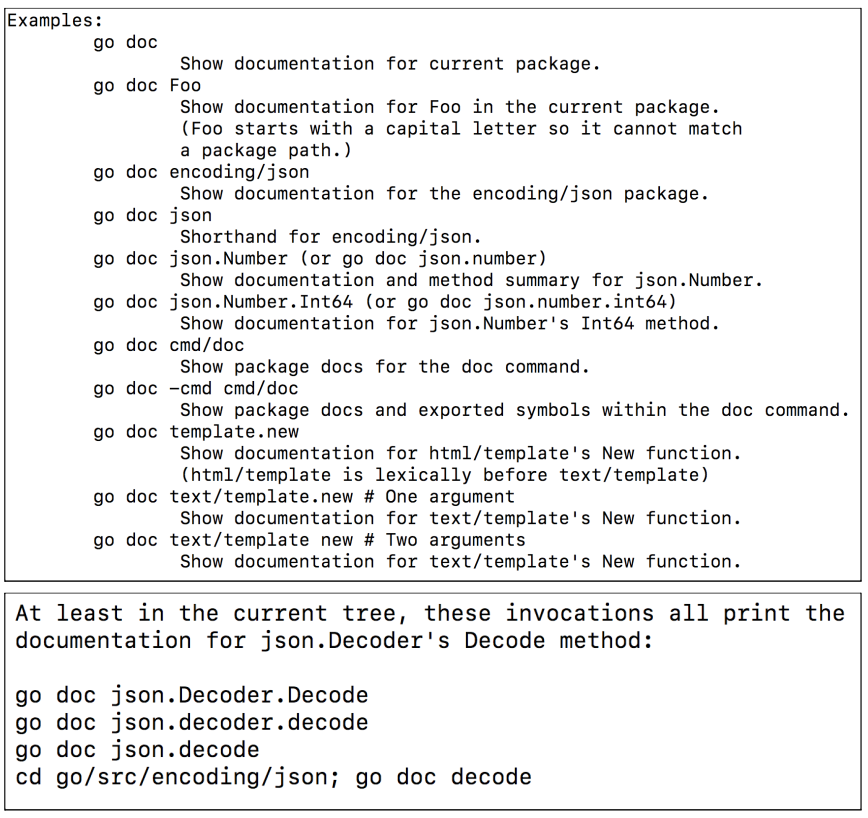 Examples:
go doc
Show documentation for current package.
go doc Foo
Show documentation for Foo in the current package.
(Foo starts with a capital letter so it cannot match
a package path.)
go doc encoding/json
Show documentation for the encoding/json package.
go doc json
Shorthand for encoding/json.
go doc json.Number (or go doc json.number)
Show documentation and method summary for json.Number.
go doc json.Number.Int64 (or go doc json.number.int64)
Show documentation for json.Number's Int64 method.
go doc cmd/doc
Show package docs for the doc command.
go doc -cmd cmd/doc
Show package docs and exported symbols within the doc command.
go doc template.new
Show documentation for html/template's New function.
(html/template is lexically before text/template)
go doc text/template.new # One argument
Show documentation for text/template's New function.
go doc text/template new # Two arguments
Show documentation for text/template's New function.
At least in the current tree, these invocations all print the
documentation for json.Decoder's Decode method:
go doc json.Decoder.Decode
go doc json.decoder.decode
go doc json.decode
cd go/src/encoding/json; go doc decode